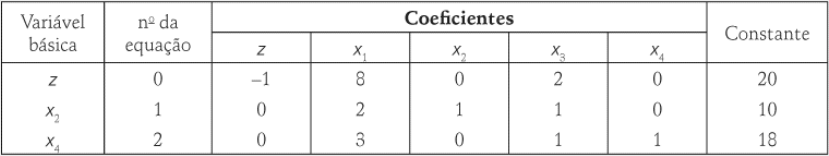 Variável básica | nº da equação | Coeficientes | Constante
z | x₁ | x₂ | x₃ | x₄
z | 0 | –1 | 8 | 0 | 2 | 0 | 20
x₂ | 1 | 0 | 2 | 1 | 1 | 0 | 10
x₄ | 2 | 0 | 3 | 0 | 1 | 1 | 18